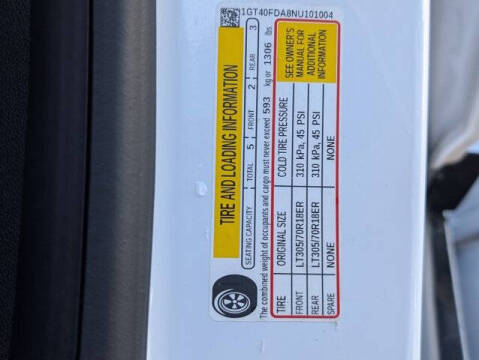 1GT40FDA8NU101004
TIRE AND LOADING INFORMATION
SEATING CAPACITY TOTAL 5 FRONT 2 REAR 3
The combined weight of occupants and cargo must never exceed 593 kg or 1306 lbs
TIRE ORIGINAL SIZE COLD TIRE PRESSURE
FRONT LT305/70R18ER 310 kPa, 45 PSI
REAR LT305/70R18ER 310 kPa, 45 PSI
SPARE NONE NONE
SEE OWNER'S
MANUAL FOR
ADDITIONAL
INFORMATION